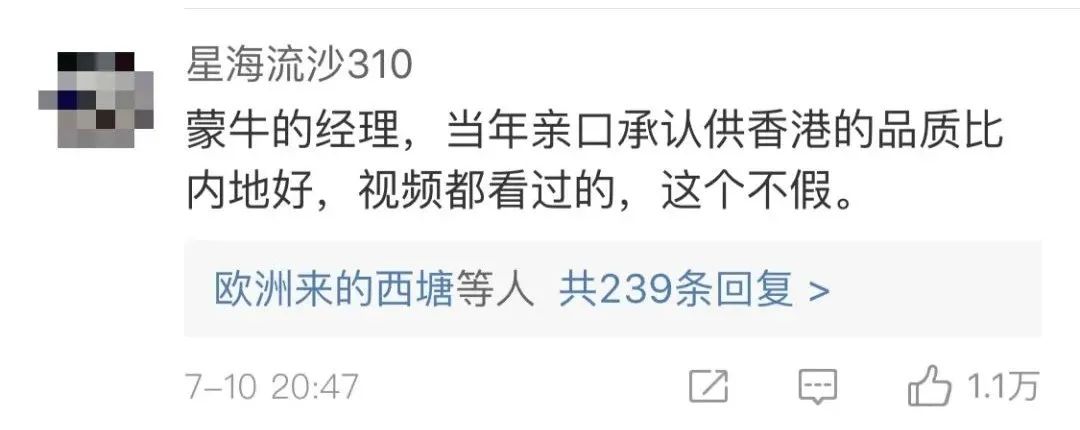 星海流沙310
蒙牛的经理，当年亲口承认供香港的品质比
内地好，视频都看过的，这个不假。
欧洲来的西塘等人 共239条回复 >
7-10 20:47 1.1万